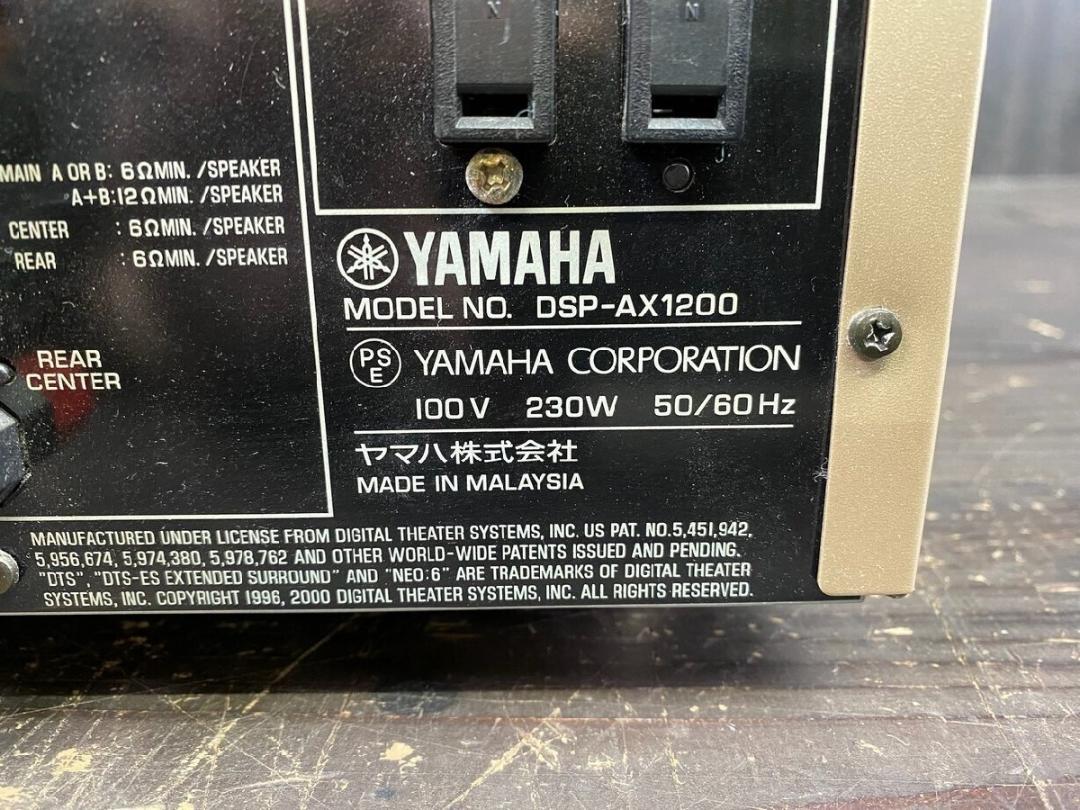 N N
MAIN A OR B: 6ΩMIN. /SPEAKER
A+B:12ΩMIN. /SPEAKER
CENTER : 6ΩMIN. /SPEAKER
REAR : 6ΩMIN. /SPEAKER
REAR
CENTER
YAMAHA
MODEL NO. DSP-AX1200
PSE YAMAHA CORPORATION
100V 230W 50/60Hz
ヤマハ株式会社
MADE IN MALAYSIA
MANUFACTURED UNDER LICENSE FROM DIGITAL THEATER SYSTEMS, INC. US PAT. NO.5,451,942,
5,956,674, 5,974,380, 5,978,762 AND OTHER WORLD-WIDE PATENTS ISSUED AND PENDING.
"DTS", "DTS-ES EXTENDED SURROUND" AND "NEO:6" ARE TRADEMARKS OF DIGITAL THEATER
SYSTEMS, INC. COPYRIGHT 1996, 2000 DIGITAL THEATER SYSTEMS, INC. ALL RIGHTS RESERVED.